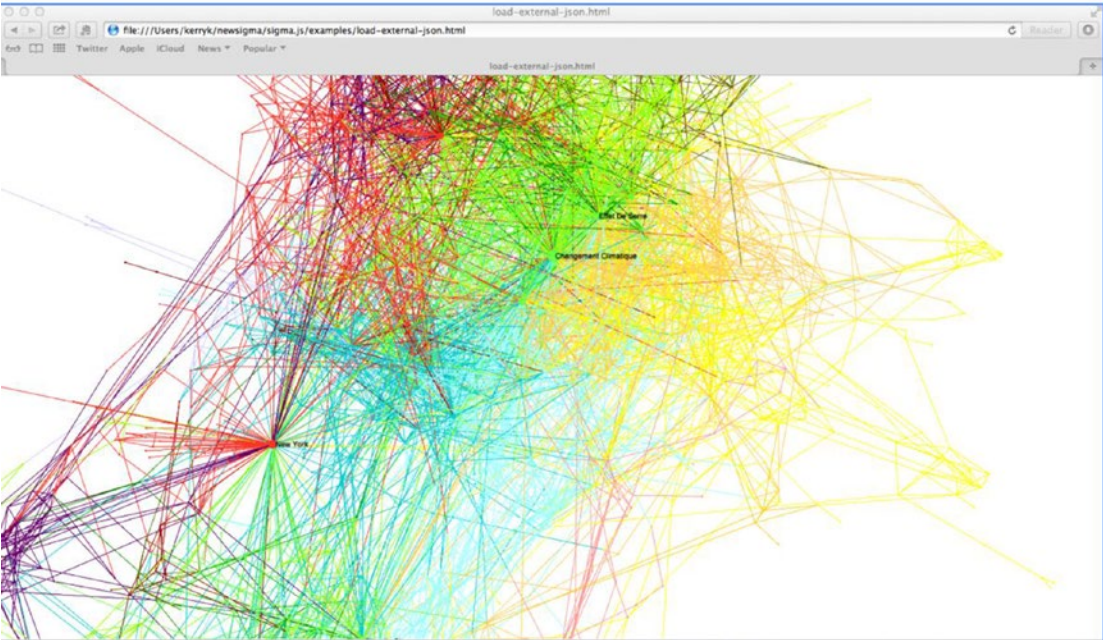 load-external-json.html
file:///Users/kerryk/newsigma/sigma.js/examples/load-external-json.html
Reader
Twitter Apple iCloud News Popular
load-external-json.html
Effet De Serre
Changement Climatique
New York